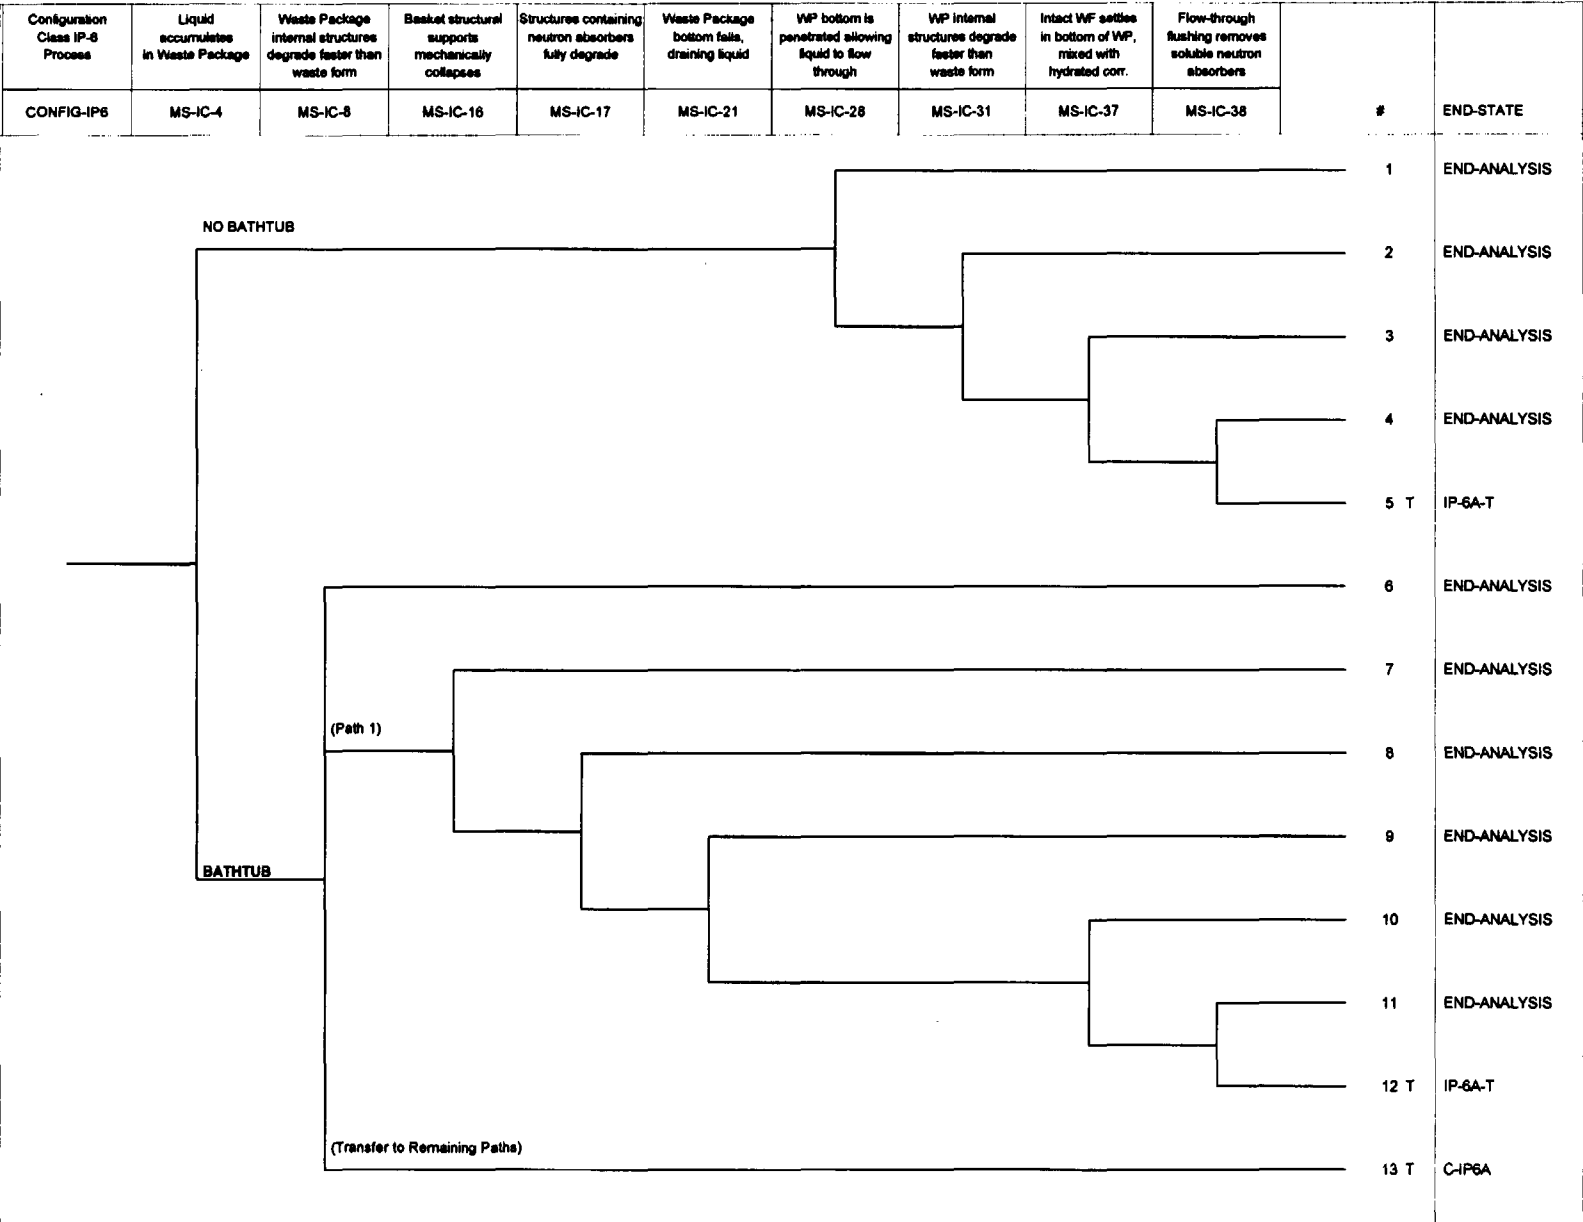 Configuration
Class IP-6
Process
Liquid
accumulates
in Waste Package
Waste Package
internal structures
degrade faster than
waste form
Basket structural
supports
mechanically
collapses
Structures containing
neutron absorbers
fully degrade
Waste Package
bottom fails,
draining liquid
WP bottom is
penetrated allowing
liquid to flow
through
WP internal
structures degrade
faster than
waste form
Intact WF settles
in bottom of WP,
mixed with
hydrated corr.
Flow-through
flushing removes
soluble neutron
absorbers
CONFIG-IP6
MS-IC-4
MS-IC-8
MS-IC-16
MS-IC-17
MS-IC-21
MS-IC-28
MS-IC-31
MS-IC-37
MS-IC-38
#
END-STATE
1 END-ANALYSIS
NO BATHTUB
2 END-ANALYSIS
3 END-ANALYSIS
4 END-ANALYSIS
5 T IP-6A-T
6 END-ANALYSIS
7 END-ANALYSIS
(Path 1)
8 END-ANALYSIS
9 END-ANALYSIS
BATHTUB
10 END-ANALYSIS
11 END-ANALYSIS
12 T IP-6A-T
(Transfer to Remaining Paths)
13 T C-IP6A